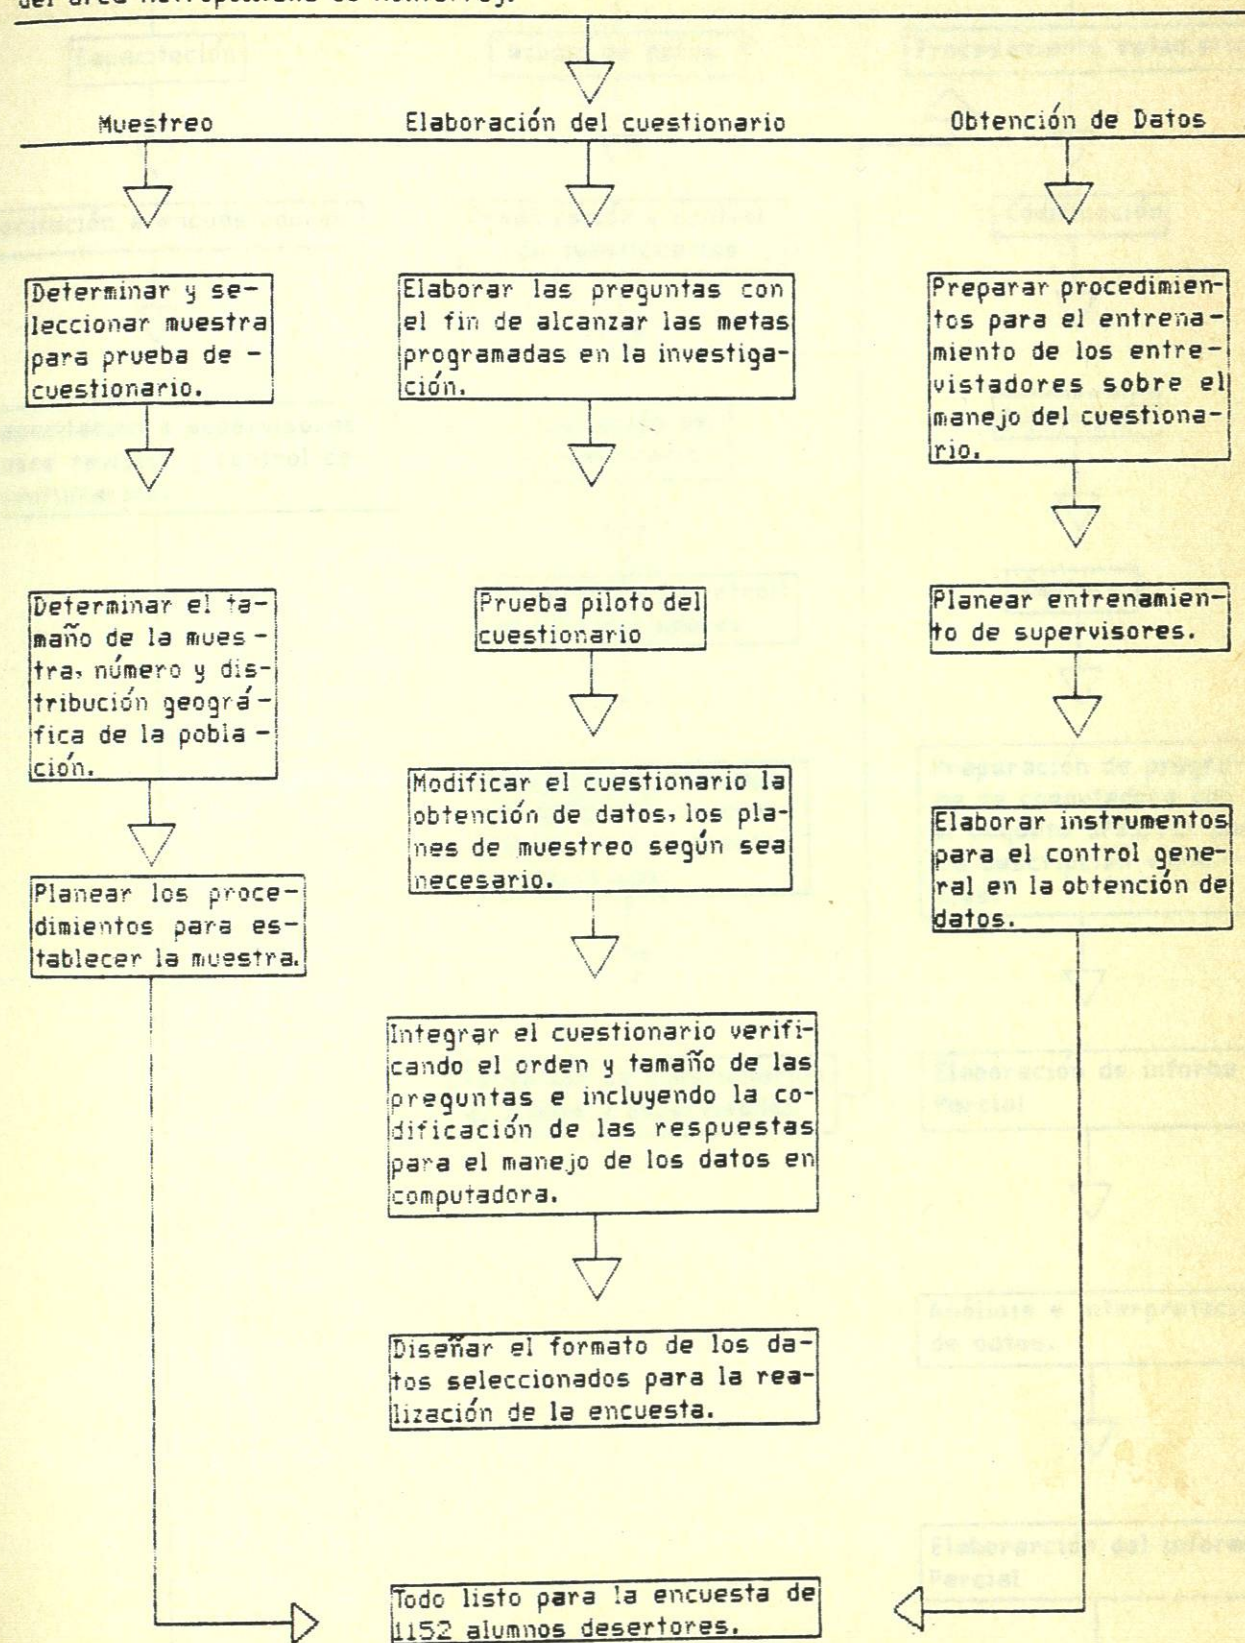 Muestreo
Elaboración del cuestionario
Obtención de Datos
Determinar y se-
leccionar muestra
para prueba de -
cuestionario.
Determinar el ta-
maño de la mues -
tra, número y dis-
tribución geográ-
fica de la pobla -
ción.
Planear los proce-
dimientos para es-
tablecer la muestra.
Elaborar las preguntas con
el fin de alcanzar las metas
programadas en la investiga-
ción.
Prueba piloto del
cuestionario
Modificar el cuestionario la
obtención de datos, los pla-
nes de muestreo según sea
necesario.
Integrar el cuestionario verifi-
cando el orden y tamaño de las
preguntas e incluyendo la co-
dificación de las respuestas
para el manejo de los datos en
computadora.
Diseñar el formato de los da-
tos seleccionados para la rea-
lización de la encuesta.
Preparar procedimien-
tos para el entrena-
miento de los entre-
vistadores sobre el
manejo del cuestiona-
rio.
Planear entrenamien-
to de supervisores.
Elaborar instrumentos
para el control gene-
ral en la obtención de
datos.
Todo listo para la encuesta de
1152 alumnos desertores.